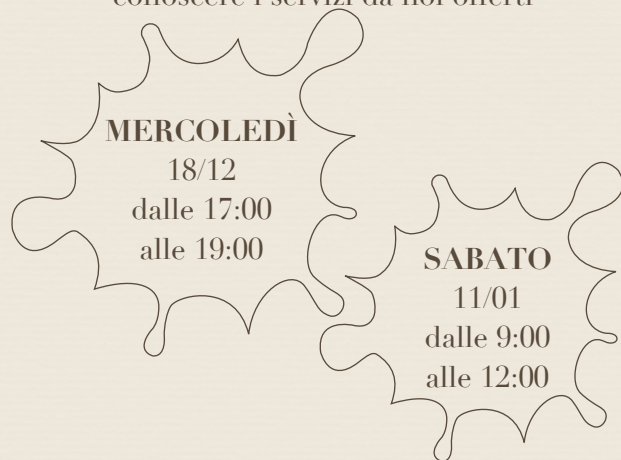 conoscere i servizi da noi offerti
MERCOLEDÌ
18/12
dalle 17:00
alle 19:00
SABATO
11/01
dalle 9:00
alle 12:00